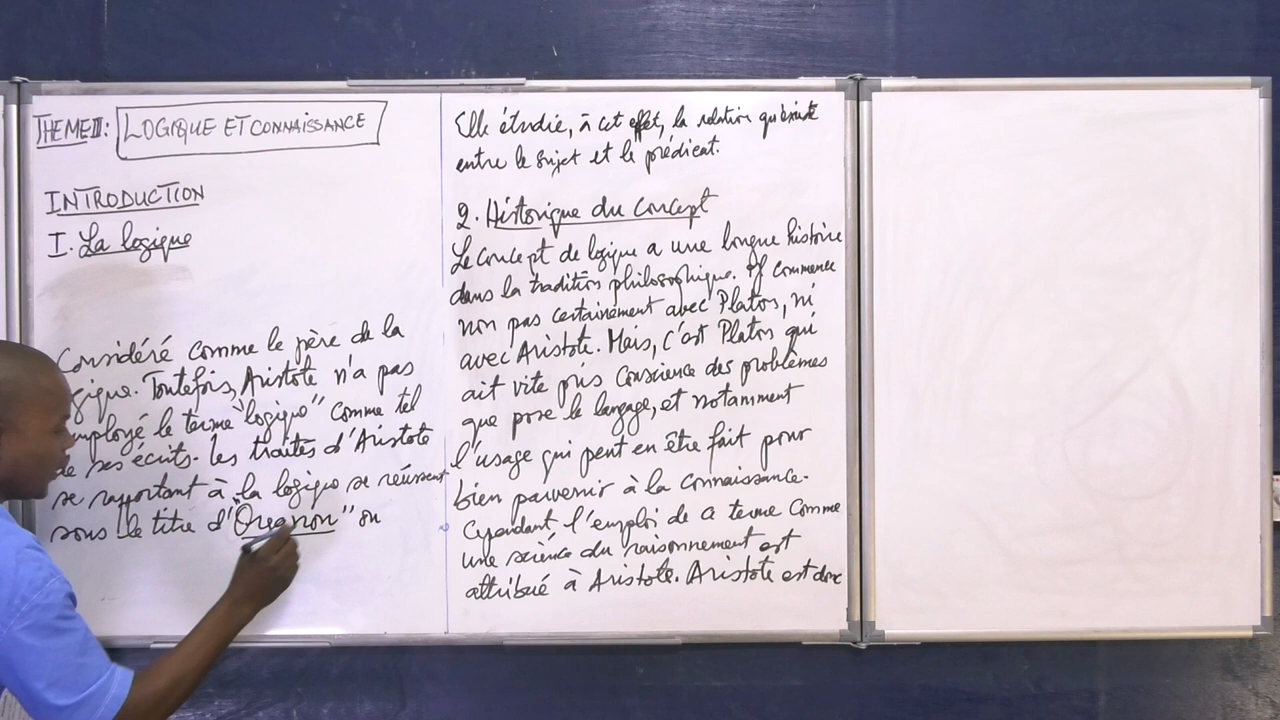 THEME III: LOGIQUE ET CONNAISSANCE
INTRODUCTION
I. La logique
Considéré comme le père de la
gique. Toutefois, Aristote n'a pas
mployé le terme "logique" comme tel
de ses écrits. Les traités d'Aristote
se rapportant à la logique se réunissent
sous le titre d'"Organon" ou
Elle étudie, à cet effet, la relation qu'existe
entre le sujet et le prédicat.
2. Historique du concept
Le concept de logique a une longue histoire
dans la tradition philosophique. Il commence
non pas certainement avec Platon, ni
avec Aristote. Mais, c'est Platon qui
ait vite pris conscience des problèmes
que pose le langage, et notamment
l'usage qui peut en être fait pour
bien parvenir à la connaissance.
Cependant l'emploi de ce terme comme
une science du raisonnement est
attribué à Aristote. Aristote est donc